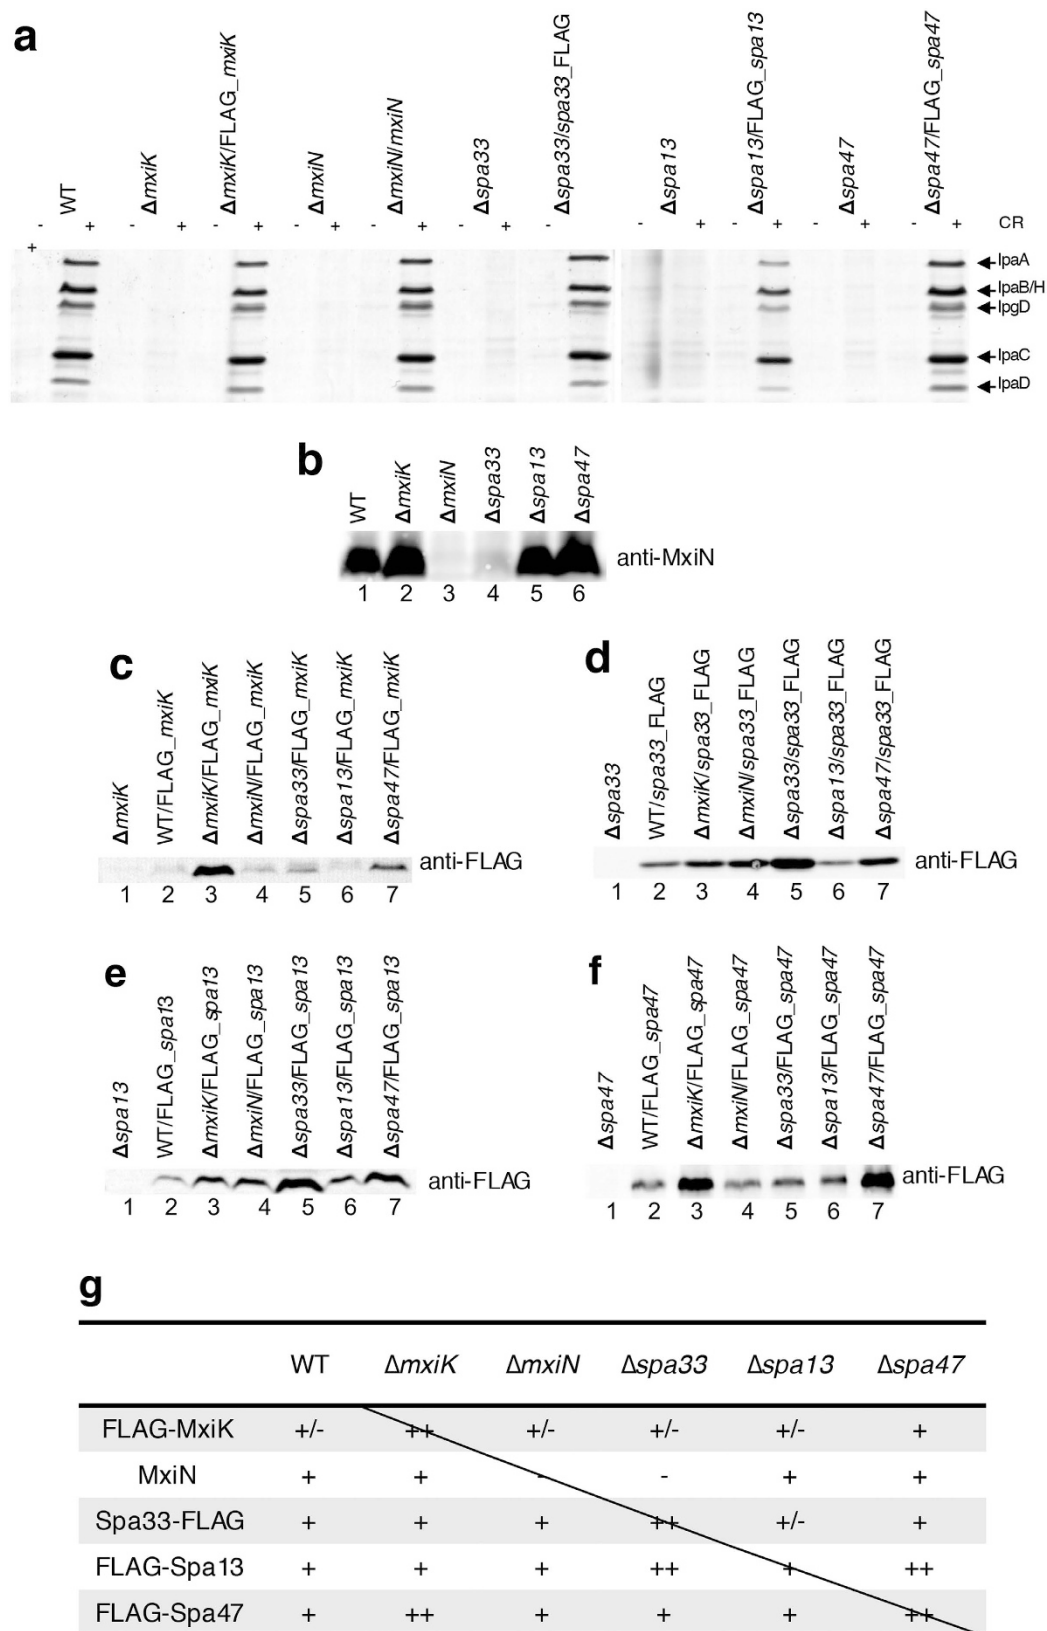 a
WT
ΔmxiK
ΔmxiK/FLAG_mxiK
ΔmxiN
ΔmxiN/mxiN
Δspa33
Δspa33/spa33_FLAG
Δspa13
Δspa13/FLAG_spa13
Δspa47
Δspa47/FLAG_spa47
- + - + - + - + - + - + - - + - + - + - + CR
+
IpaA
IpaB/H
IpgD
IpaC
IpaD
b
WT
ΔmxiK
ΔmxiN
Δspa33
Δspa13
Δspa47
anti-MxiN
1 2 3 4 5 6
c
ΔmxiK
WT/FLAG_mxiK
ΔmxiK/FLAG_mxiK
ΔmxiN/FLAG_mxiK
Δspa33/FLAG_mxiK
Δspa13/FLAG_mxiK
Δspa47/FLAG_mxiK
anti-FLAG
1 2 3 4 5 6 7
d
Δspa33
WT/spa33_FLAG
ΔmxiK/spa33_FLAG
ΔmxiN/spa33_FLAG
Δspa33/spa33_FLAG
Δspa13/spa33_FLAG
Δspa47/spa33_FLAG
anti-FLAG
1 2 3 4 5 6 7
e
Δspa13
WT/FLAG_spa13
ΔmxiK/FLAG_spa13
ΔmxiN/FLAG_spa13
Δspa33/FLAG_spa13
Δspa13/FLAG_spa13
Δspa47/FLAG_spa13
anti-FLAG
1 2 3 4 5 6 7
f
Δspa47
WT/FLAG_spa47
ΔmxiK/FLAG_spa47
ΔmxiN/FLAG_spa47
Δspa33/FLAG_spa47
Δspa13/FLAG_spa47
Δspa47/FLAG_spa47
anti-FLAG
1 2 3 4 5 6 7
g
WT ΔmxiK ΔmxiN Δspa33 Δspa13 Δspa47
FLAG-MxiK +/- ++ +/- +/- +/- +
MxiN + + - - + +
Spa33-FLAG + + + ++ +/- +
FLAG-Spa13 + + + ++ + ++
FLAG-Spa47 + ++ + + + ++